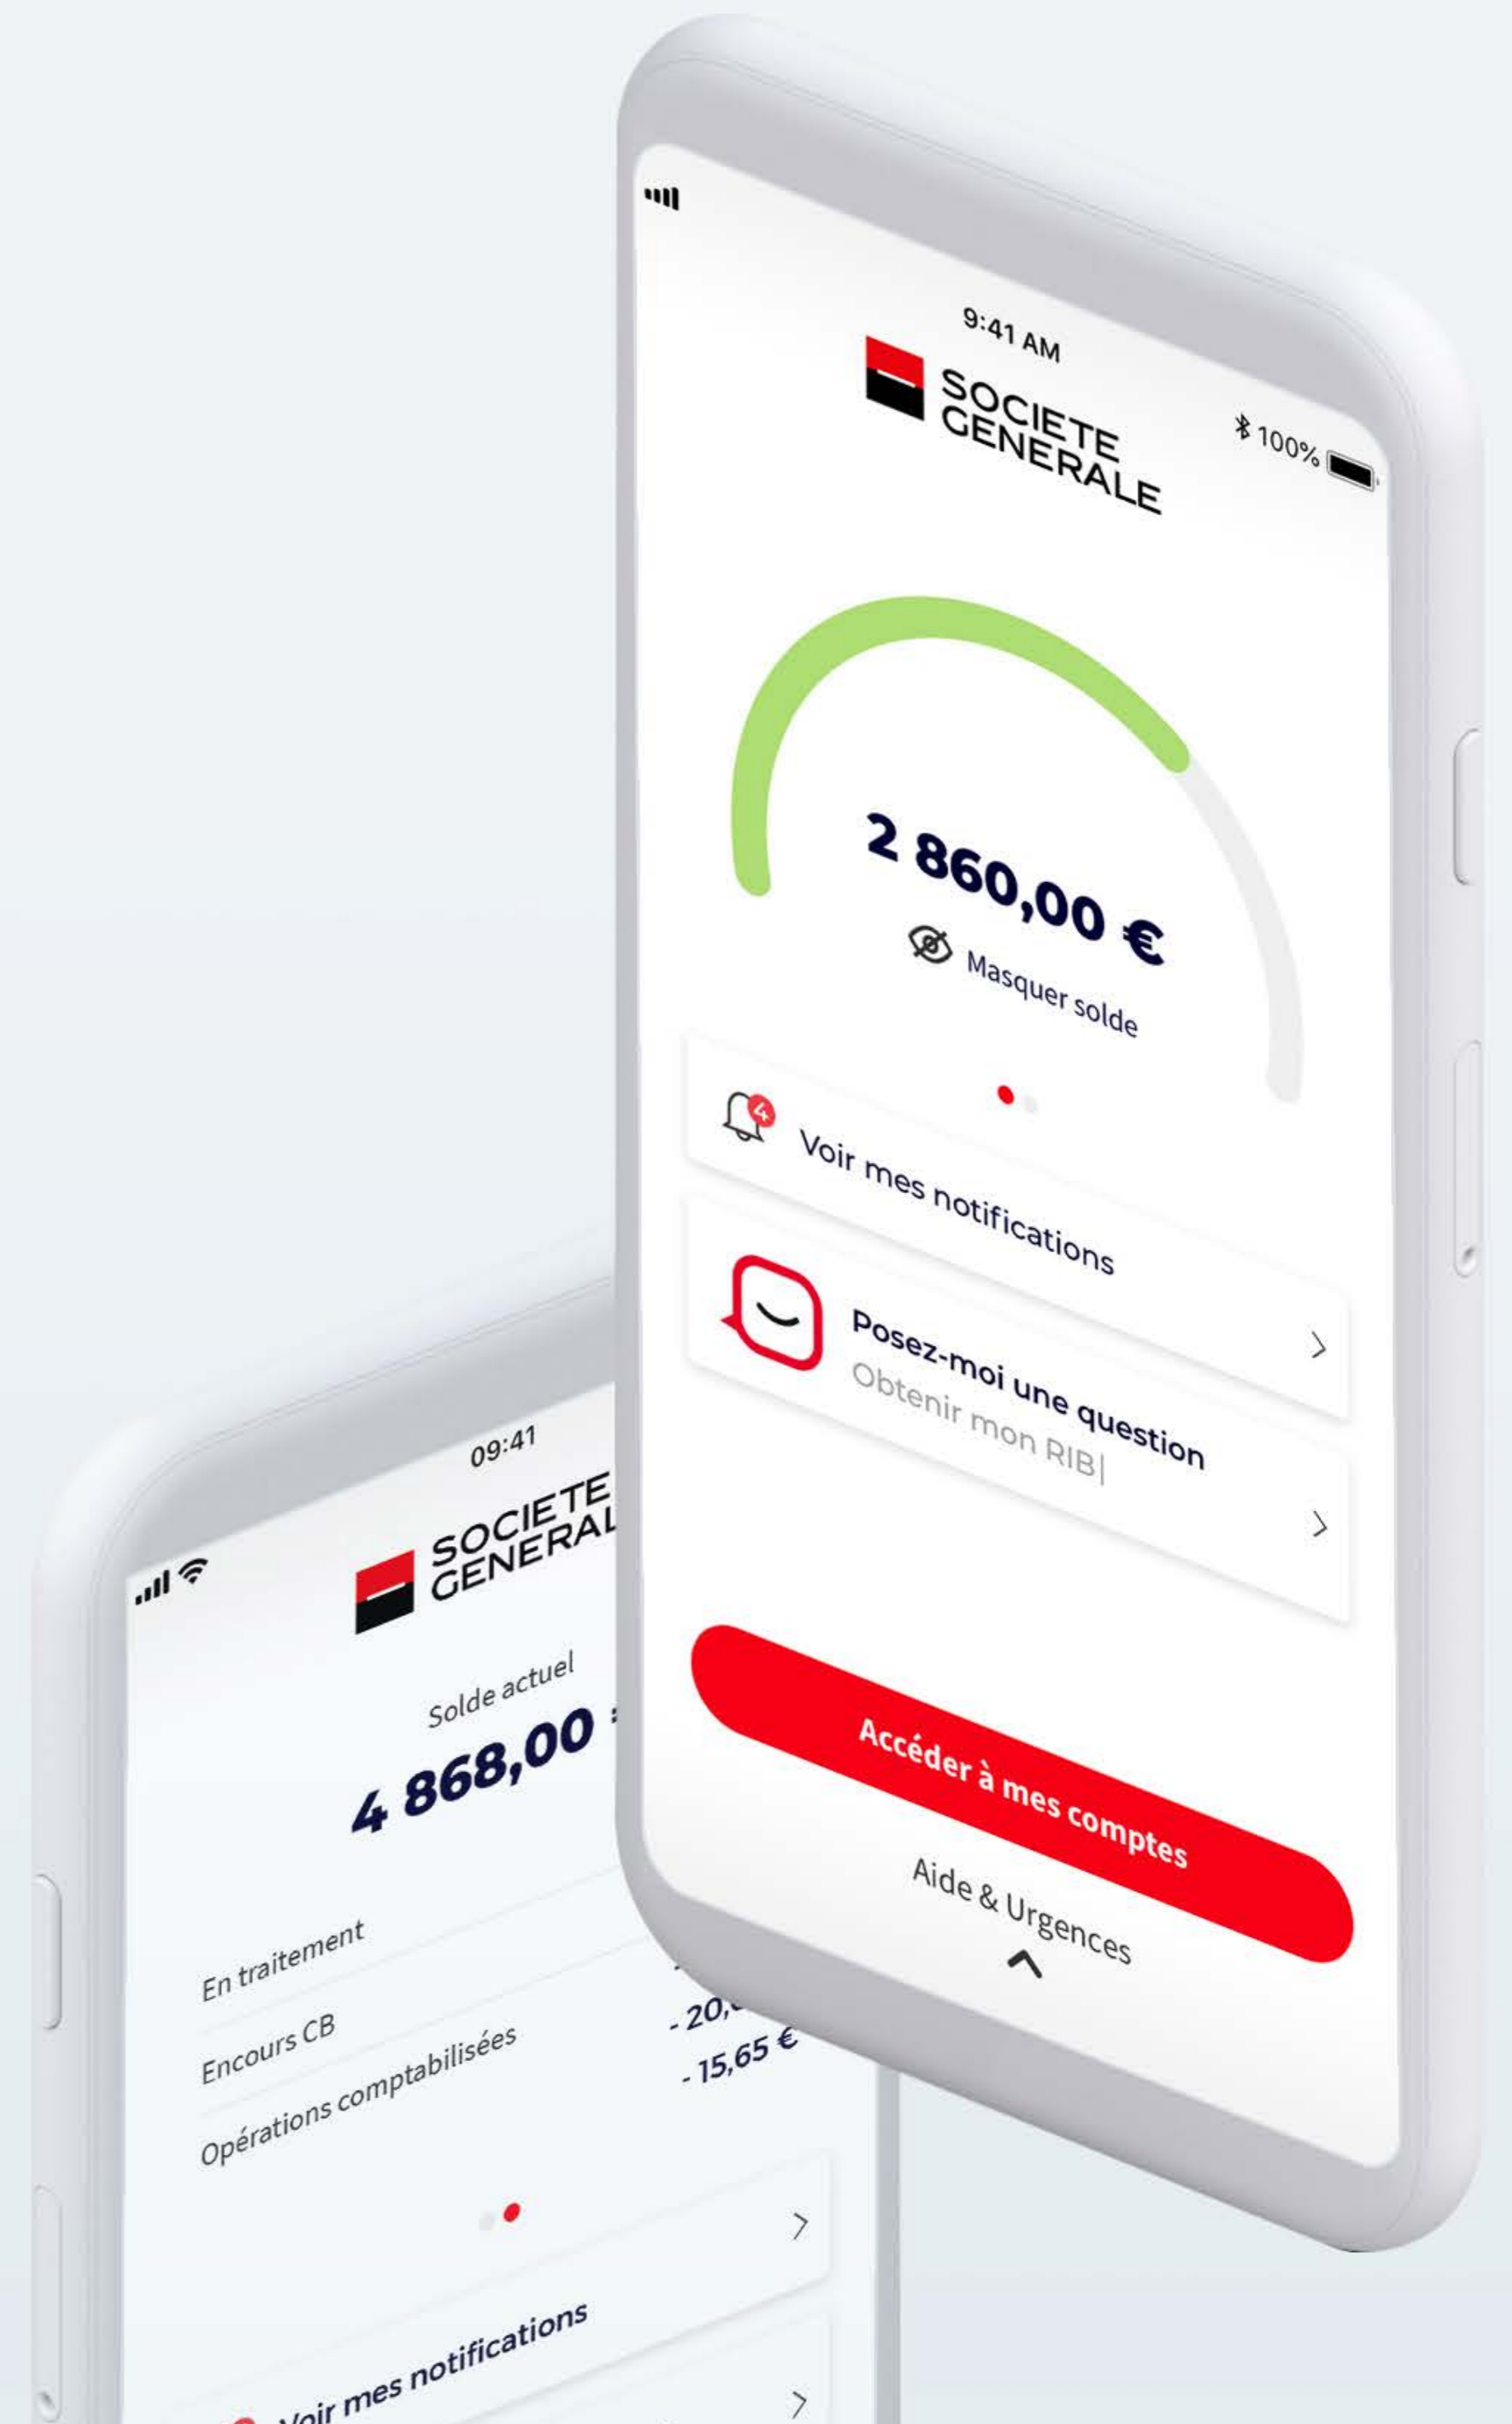 9:41 AM
100%
SOCIETE
GENERALE
2 860,00 €
Masquer solde
4
Voir mes notifications
Posez-moi une question
Obtenir mon RIB
Accéder à mes comptes
Aide & Urgences
09:41
SOCIETE
Solde actuel
4 868,00
En traitement
Encours CB
Opérations comptabilisées
- 20,
- 15,65 €
mes notifications